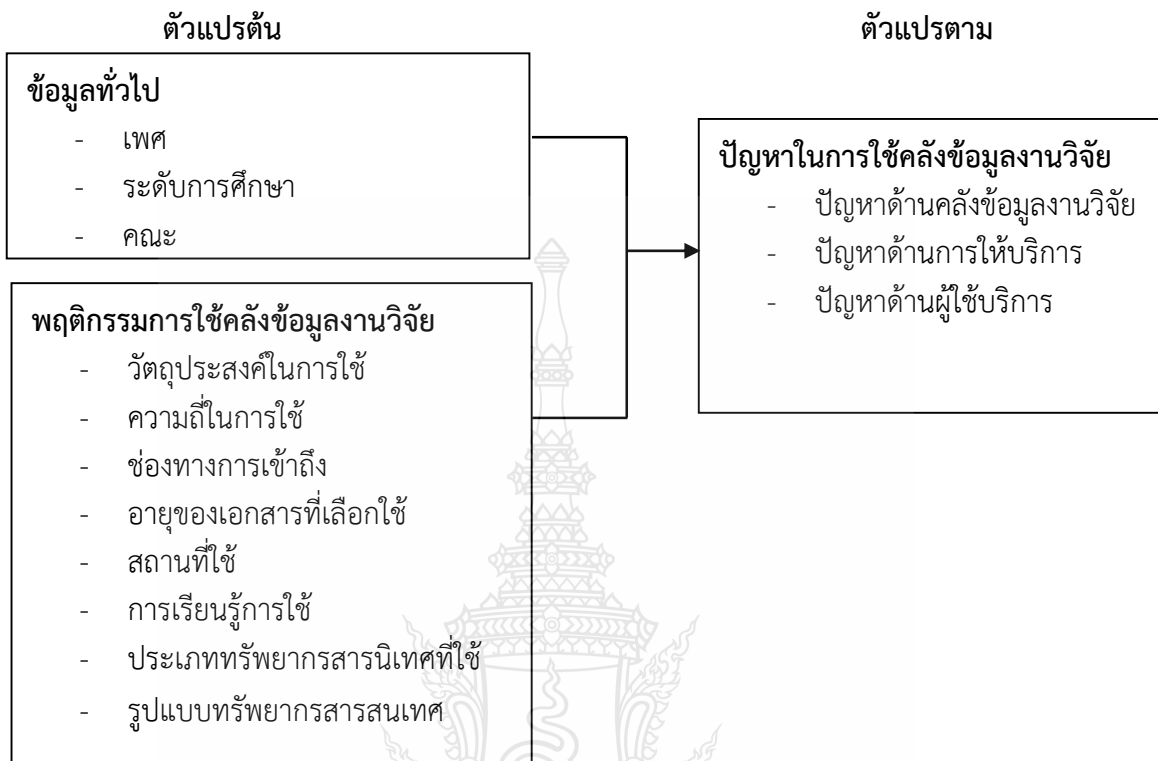 ตัวแปรต้น
ตัวแปรตาม
ข้อมูลทั่วไป
- เพศ
- ระดับการศึกษา
- คณะ
พฤติกรรมการใช้คลังข้อมูลงานวิจัย
- วัตถุประสงค์ในการใช้
- ความถี่ในการใช้
- ช่องทางการเข้าถึง
- อายุของเอกสารที่เลือกใช้
- สถานที่ใช้
- การเรียนรู้การใช้
- ประเภททรัพยากรสารนิเทศที่ใช้
- รูปแบบทรัพยากรสารสนเทศ
ปัญหาในการใช้คลังข้อมูลงานวิจัย
- ปัญหาด้านคลังข้อมูลงานวิจัย
- ปัญหาด้านการให้บริการ
- ปัญหาด้านผู้ใช้บริการ